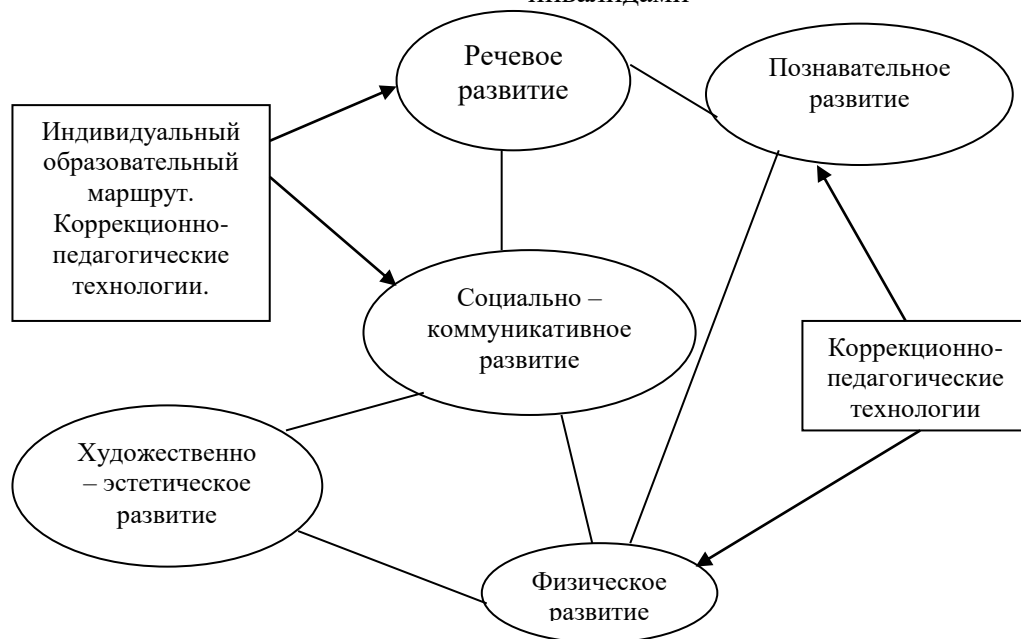 инвалидами
Речевое
развитие
Познавательное
развитие
Индивидуальный
образовательный
маршрут.
Коррекционно-
педагогические
технологии.
Социально –
коммуникативное
развитие
Коррекционно-
педагогические
технологии
Художественно
– эстетическое
развитие
Физическое
развитие